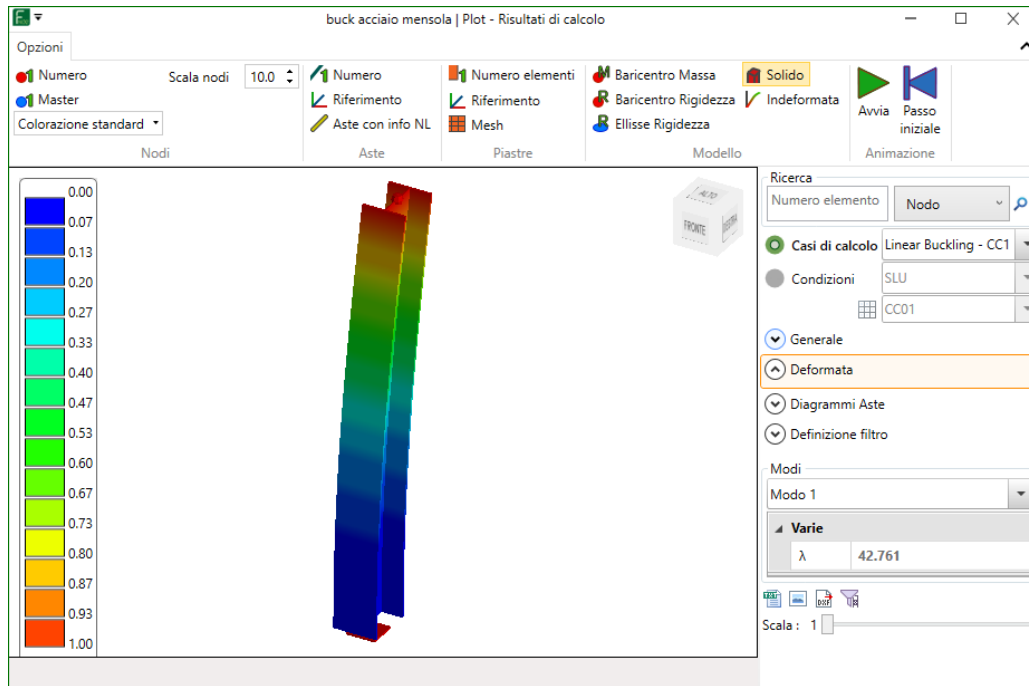 buck acciaio mensola | Plot - Risultati di calcolo
Opzioni
Numero
Master
Colorazione standard
Scala nodi 10.0
Nodi
Numero
Riferimento
Aste con info NL
Aste
Numero elementi
Riferimento
Mesh
Piastre
Baricentro Massa
Baricentro Rigidezza
Ellisse Rigidezza
Solido
Indeformata
Modello
Avvia
Passo
iniziale
Animazione
0.00
0.07
0.13
0.20
0.27
0.33
0.40
0.47
0.53
0.60
0.67
0.73
0.80
0.87
0.93
1.00
ALTO
FRONTE
Ricerca
Numero elemento
Nodo
Casi di calcolo Linear Buckling - CC1
Condizioni SLU
CC01
Generale
Deformata
Diagrammi Aste
Definizione filtro
Modi
Modo 1
Varie
λ 42.761
DXF
Scala : 1